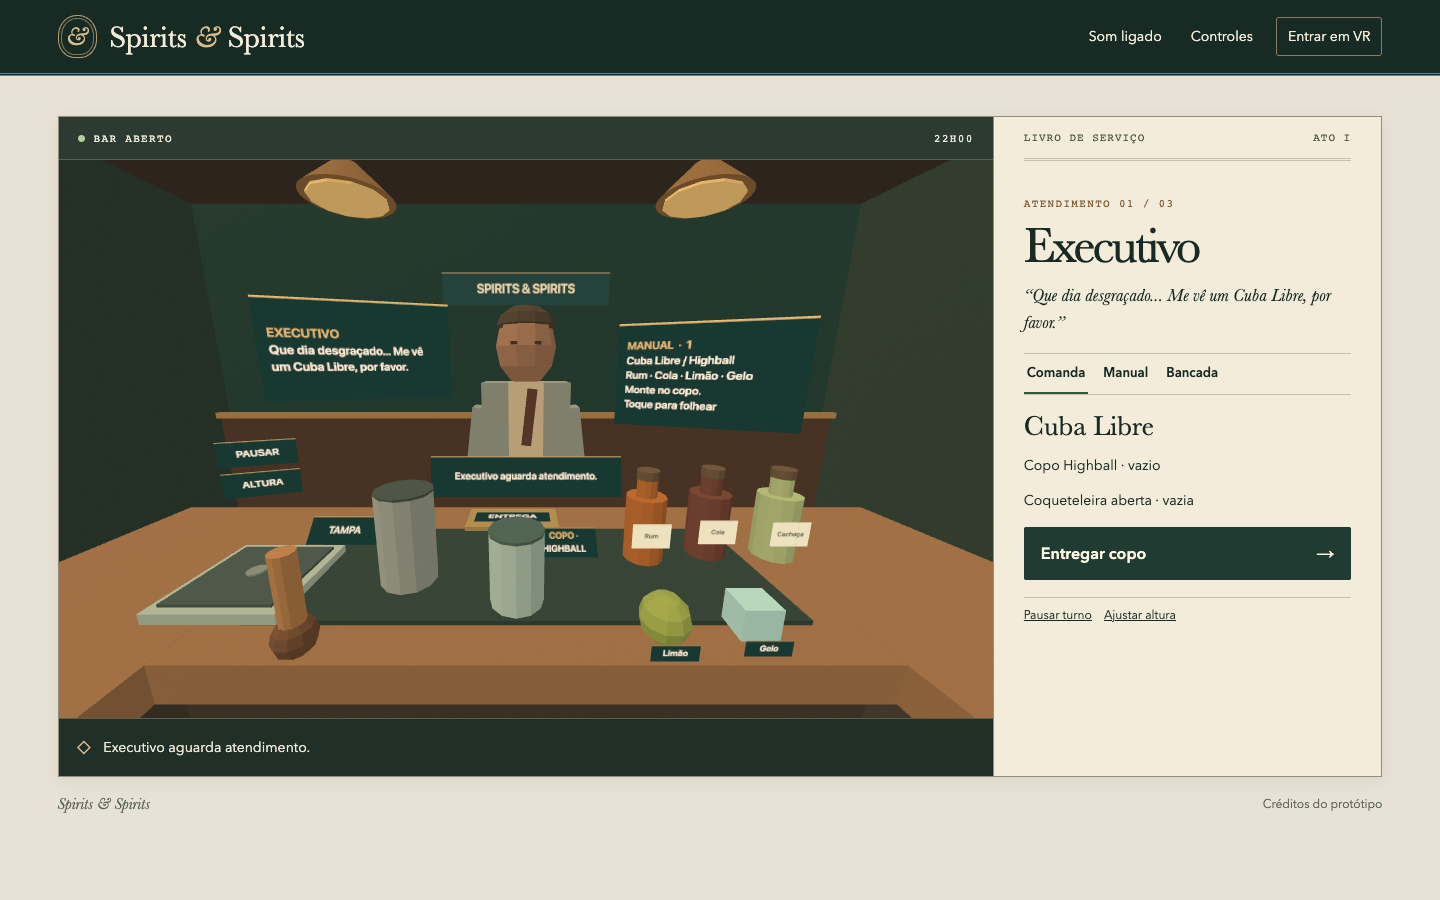 & Spirits & Spirits
Som ligado
Controles
Entrar em VR
BAR ABERTO
22H00
SPIRITS & SPIRITS
EXECUTIVO
Que dia desgraçado... Me vê
um Cuba Libre, por favor.
MANUAL · 1
Cuba Libre / Highball
Rum · Cola · Limão · Gelo
Monte no copo.
Toque para folhear
PAUSAR
ALTURA
Executivo aguarda atendimento.
TAMPA
ENTREGA
COPO ·
HIGHBALL
Rum
Cola
Cachaça
Limão
Gelo
Executivo aguarda atendimento.
LIVRO DE SERVIÇO
ATO I
ATENDIMENTO 01 / 03
Executivo
“Que dia desgraçado... Me vê um Cuba Libre, por
favor.”
Comanda
Manual
Bancada
Cuba Libre
Copo Highball · vazio
Coqueteleira aberta · vazia
Entregar copo →
Pausar turno
Ajustar altura
Spirits & Spirits
Créditos do protótipo